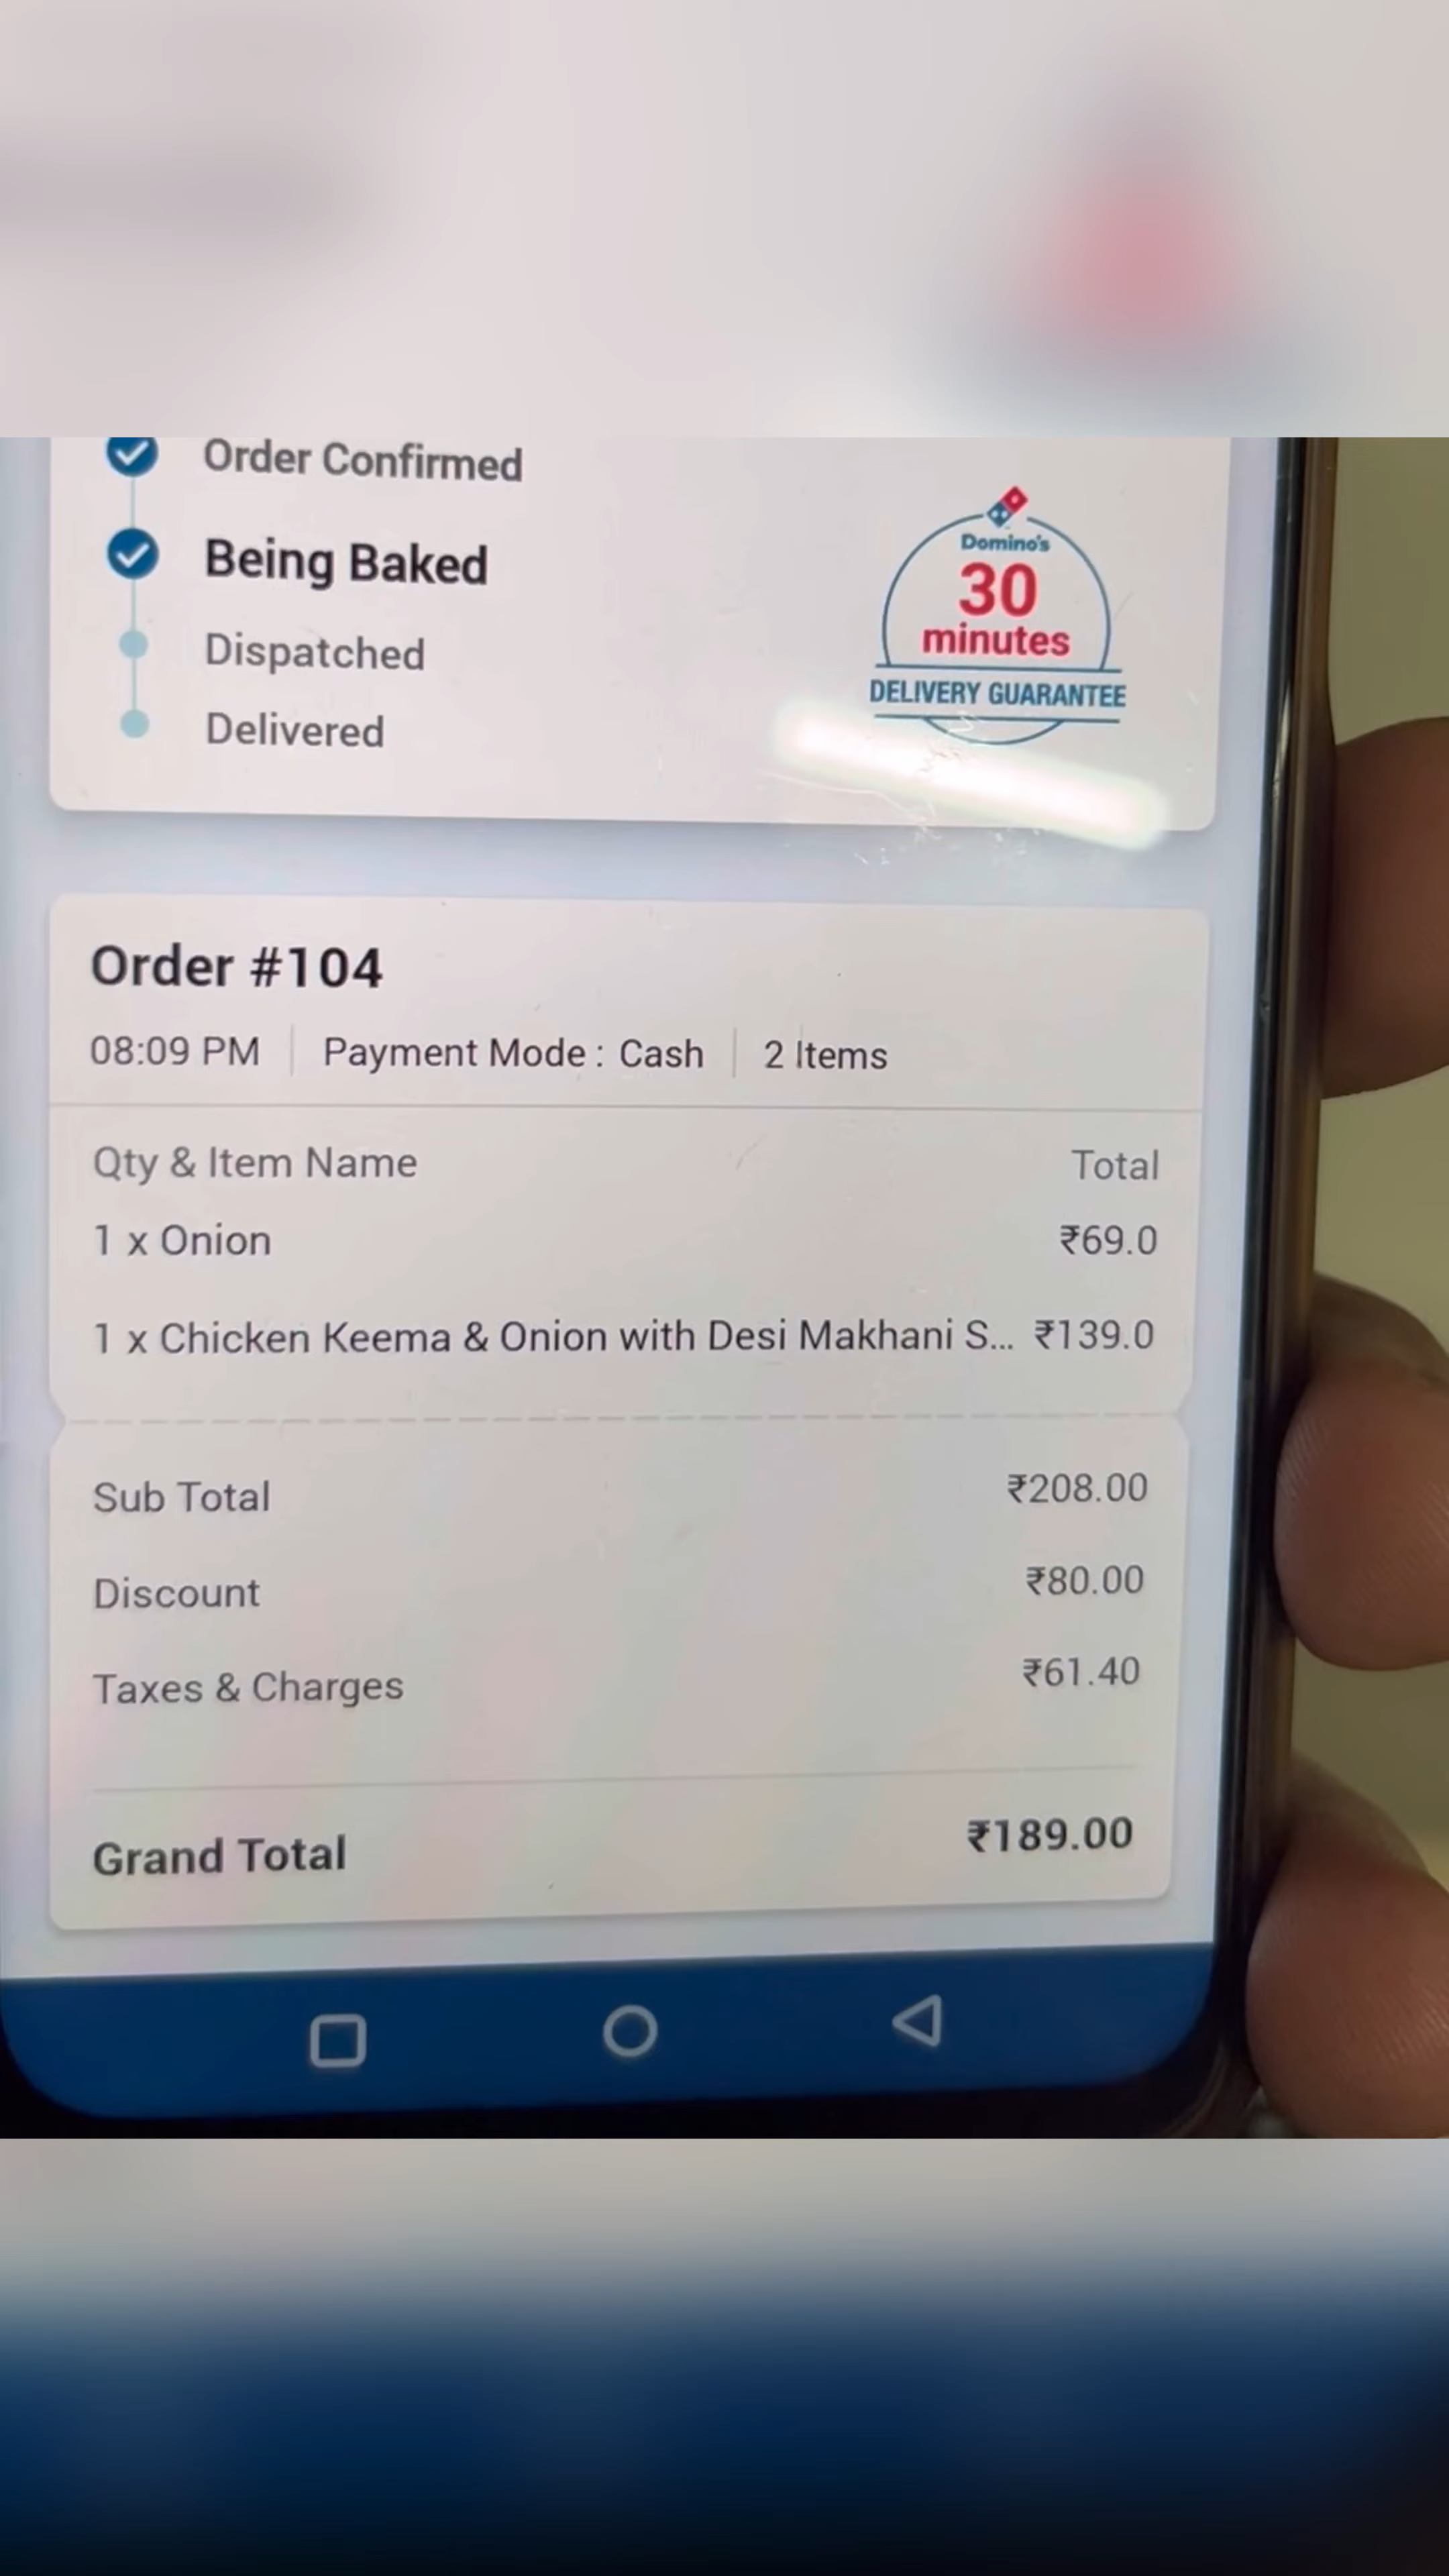 Order Confirmed
Being Baked
Dispatched
Delivered
Domino's
30
minutes
DELIVERY GUARANTEE
Order #104
08:09 PM | Payment Mode : Cash | 2 Items
Qty & Item Name Total
1 x Onion ₹69.0
1 x Chicken Keema & Onion with Desi Makhani S... ₹139.0
Sub Total ₹208.00
Discount ₹80.00
Taxes & Charges ₹61.40
Grand Total ₹189.00